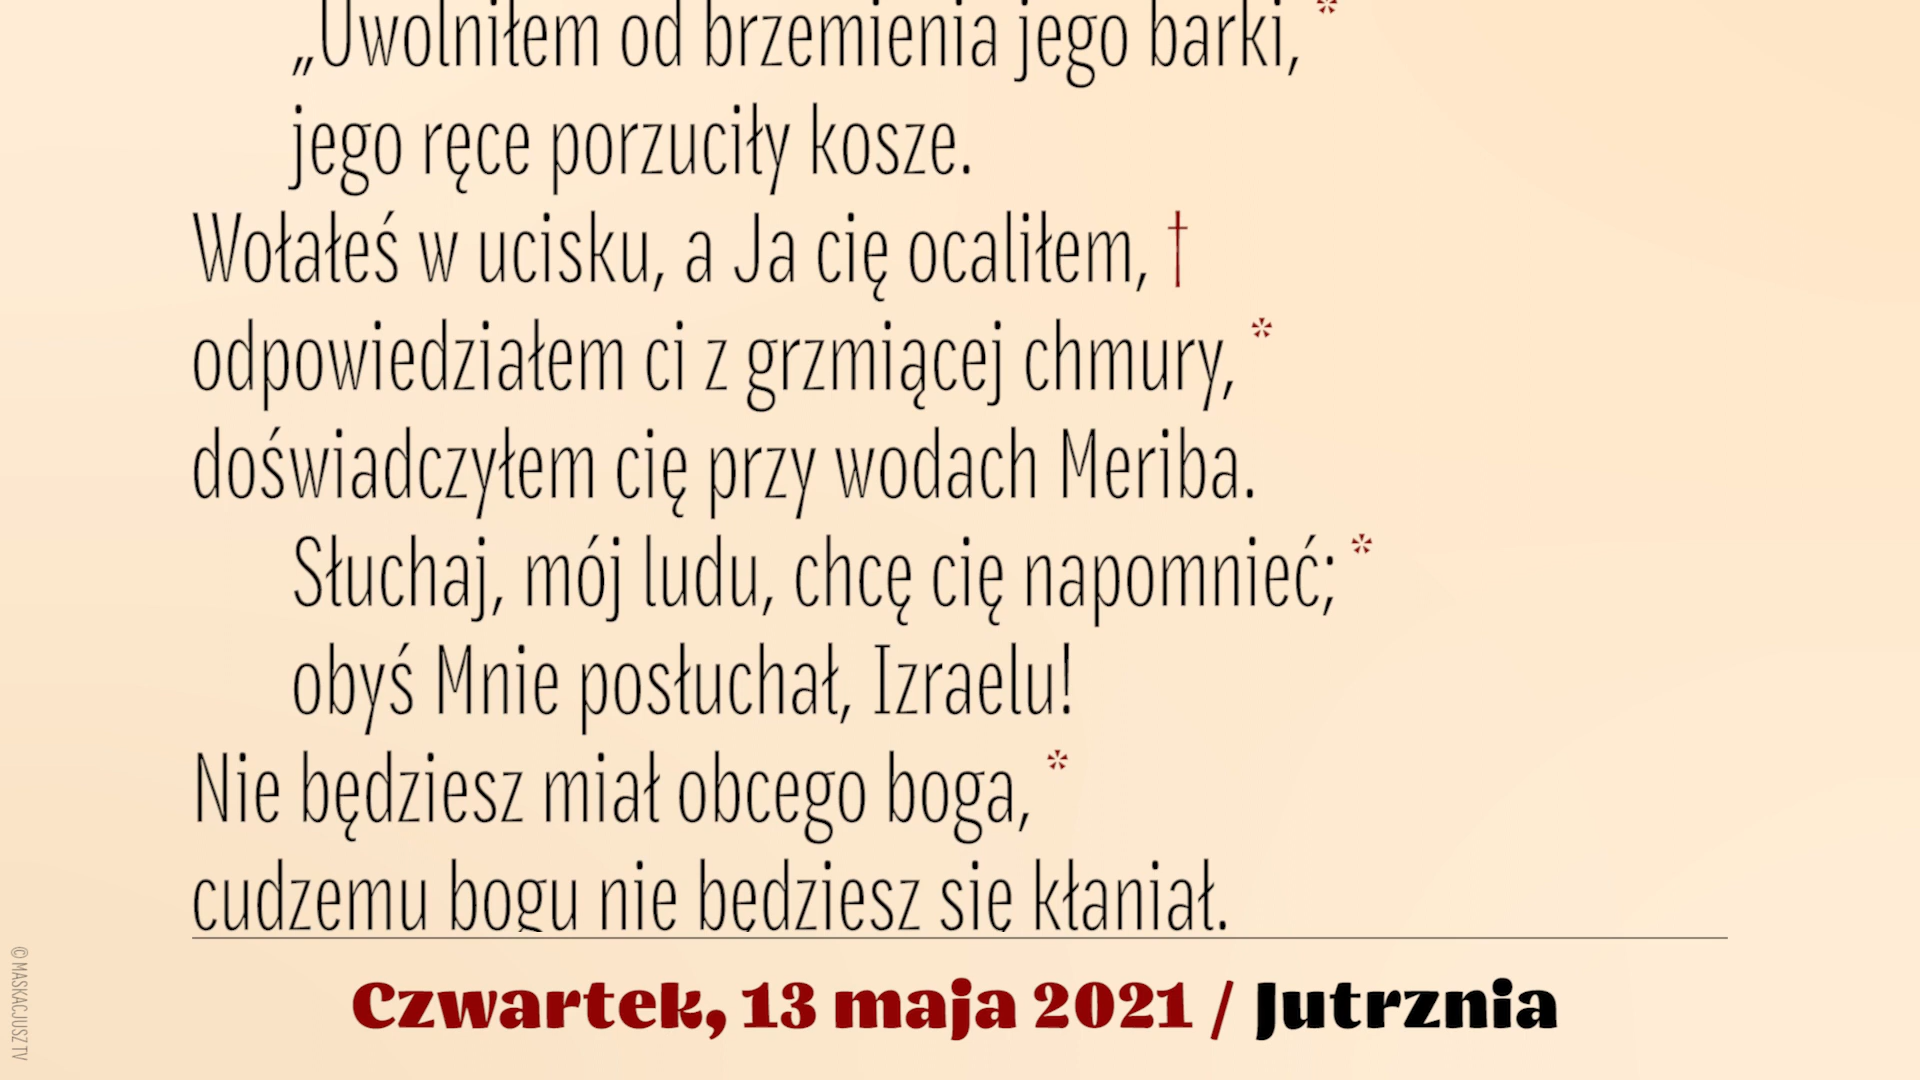 „Uwolniłem od brzemienia jego barki, *
jego ręce porzuciły kosze.
Wołałeś w ucisku, a Ja cię ocaliłem, †
odpowiedziałem ci z grzmiącej chmury, *
doświadczyłem cię przy wodach Meriba.
Słuchaj, mój ludu, chcę cię napomnieć; *
obyś Mnie posłuchał, Izraelu!
Nie będziesz miał obcego boga, *
cudzemu bogu nie będziesz się kłaniał.
Czwartek, 13 maja 2021 / Jutrznia
© MASKACJUSZ TV